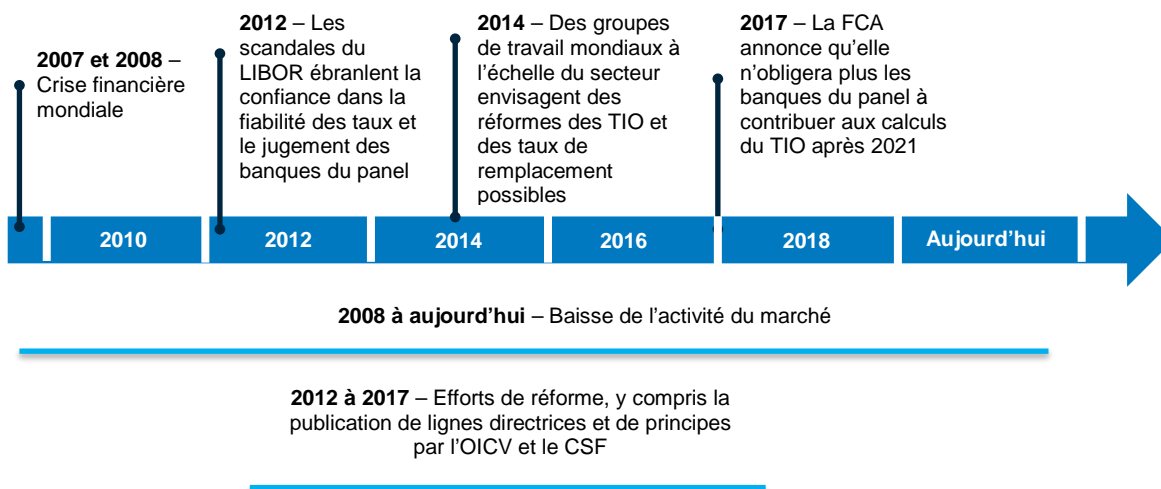 2007 et 2008 –
Crise financière
mondiale
2012 – Les
scandales du
LIBOR ébranlent la
confiance dans la
fiabilité des taux et
le jugement des
banques du panel
2014 – Des groupes
de travail mondiaux à
l’échelle du secteur
envisagent des
réformes des TIO et
des taux de
remplacement
possibles
2017 – La FCA
annonce qu’elle
n’obligera plus les
banques du panel à
contribuer aux calculs
du TIO après 2021
2010
2012
2014
2016
2018
Aujourd’hui
2008 à aujourd’hui – Baisse de l’activité du marché
2012 à 2017 – Efforts de réforme, y compris la
publication de lignes directrices et de principes
par l’OICV et le CSF